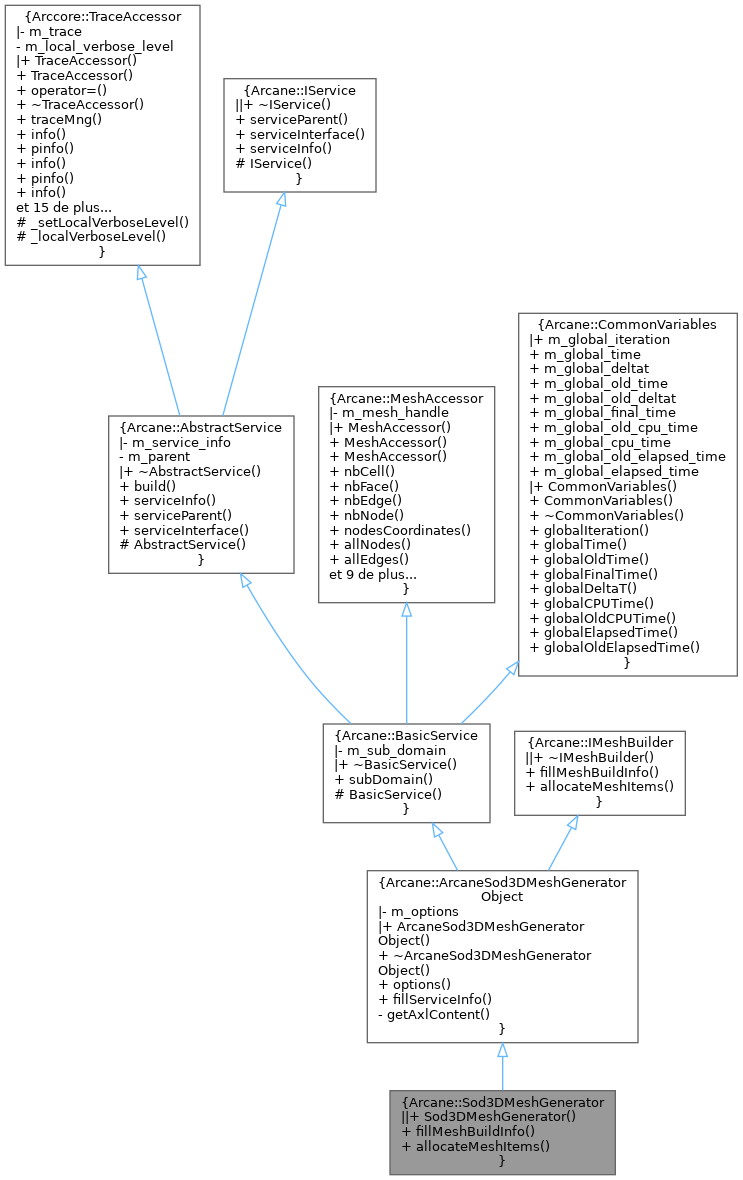 {Arccore::TraceAccessor
|- m_trace
- m_local_verbose_level
|+ TraceAccessor()
+ TraceAccessor()
+ operator=()
+ ~TraceAccessor()
+ traceMng()
+ info()
+ pinfo()
+ info()
+ pinfo()
+ info()
et 15 de plus...
# _setLocalVerboseLevel()
# _localVerboseLevel()
}
{Arcane::IService
||+ ~IService()
+ serviceParent()
+ serviceInterface()
+ serviceInfo()
# IService()
}
{Arcane::CommonVariables
|+ m_global_iteration
+ m_global_time
+ m_global_deltat
+ m_global_old_time
+ m_global_old_deltat
+ m_global_final_time
+ m_global_old_cpu_time
+ m_global_cpu_time
+ m_global_old_elapsed_time
+ m_global_elapsed_time
|+ CommonVariables()
+ CommonVariables()
+ ~CommonVariables()
+ globalIteration()
+ globalTime()
+ globalOldTime()
+ globalFinalTime()
+ globalDeltaT()
+ globalCPUTime()
+ globalOldCPUTime()
+ globalElapsedTime()
+ globalOldElapsedTime()
}
{Arcane::MeshAccessor
|- m_mesh_handle
|+ MeshAccessor()
+ MeshAccessor()
+ MeshAccessor()
+ nbCell()
+ nbFace()
+ nbEdge()
+ nbNode()
+ nodesCoordinates()
+ allNodes()
+ allEdges()
et 9 de plus...
}
{Arcane::AbstractService
|- m_service_info
- m_parent
|+ ~AbstractService()
+ build()
+ serviceInfo()
+ serviceParent()
+ serviceInterface()
# AbstractService()
}
{Arcane::BasicService
|- m_sub_domain
|+ ~BasicService()
+ subDomain()
# BasicService()
}
{Arcane::IMeshBuilder
||+ ~IMeshBuilder()
+ fillMeshBuildInfo()
+ allocateMeshItems()
}
{Arcane::ArcaneSod3DMeshGenerator
Object
|- m_options
|+ ArcaneSod3DMeshGenerator
Object()
+ ~ArcaneSod3DMeshGenerator
Object()
+ options()
+ fillServiceInfo()
- getAxlContent()
}
{Arcane::Sod3DMeshGenerator
||+ Sod3DMeshGenerator()
+ fillMeshBuildInfo()
+ allocateMeshItems()
}